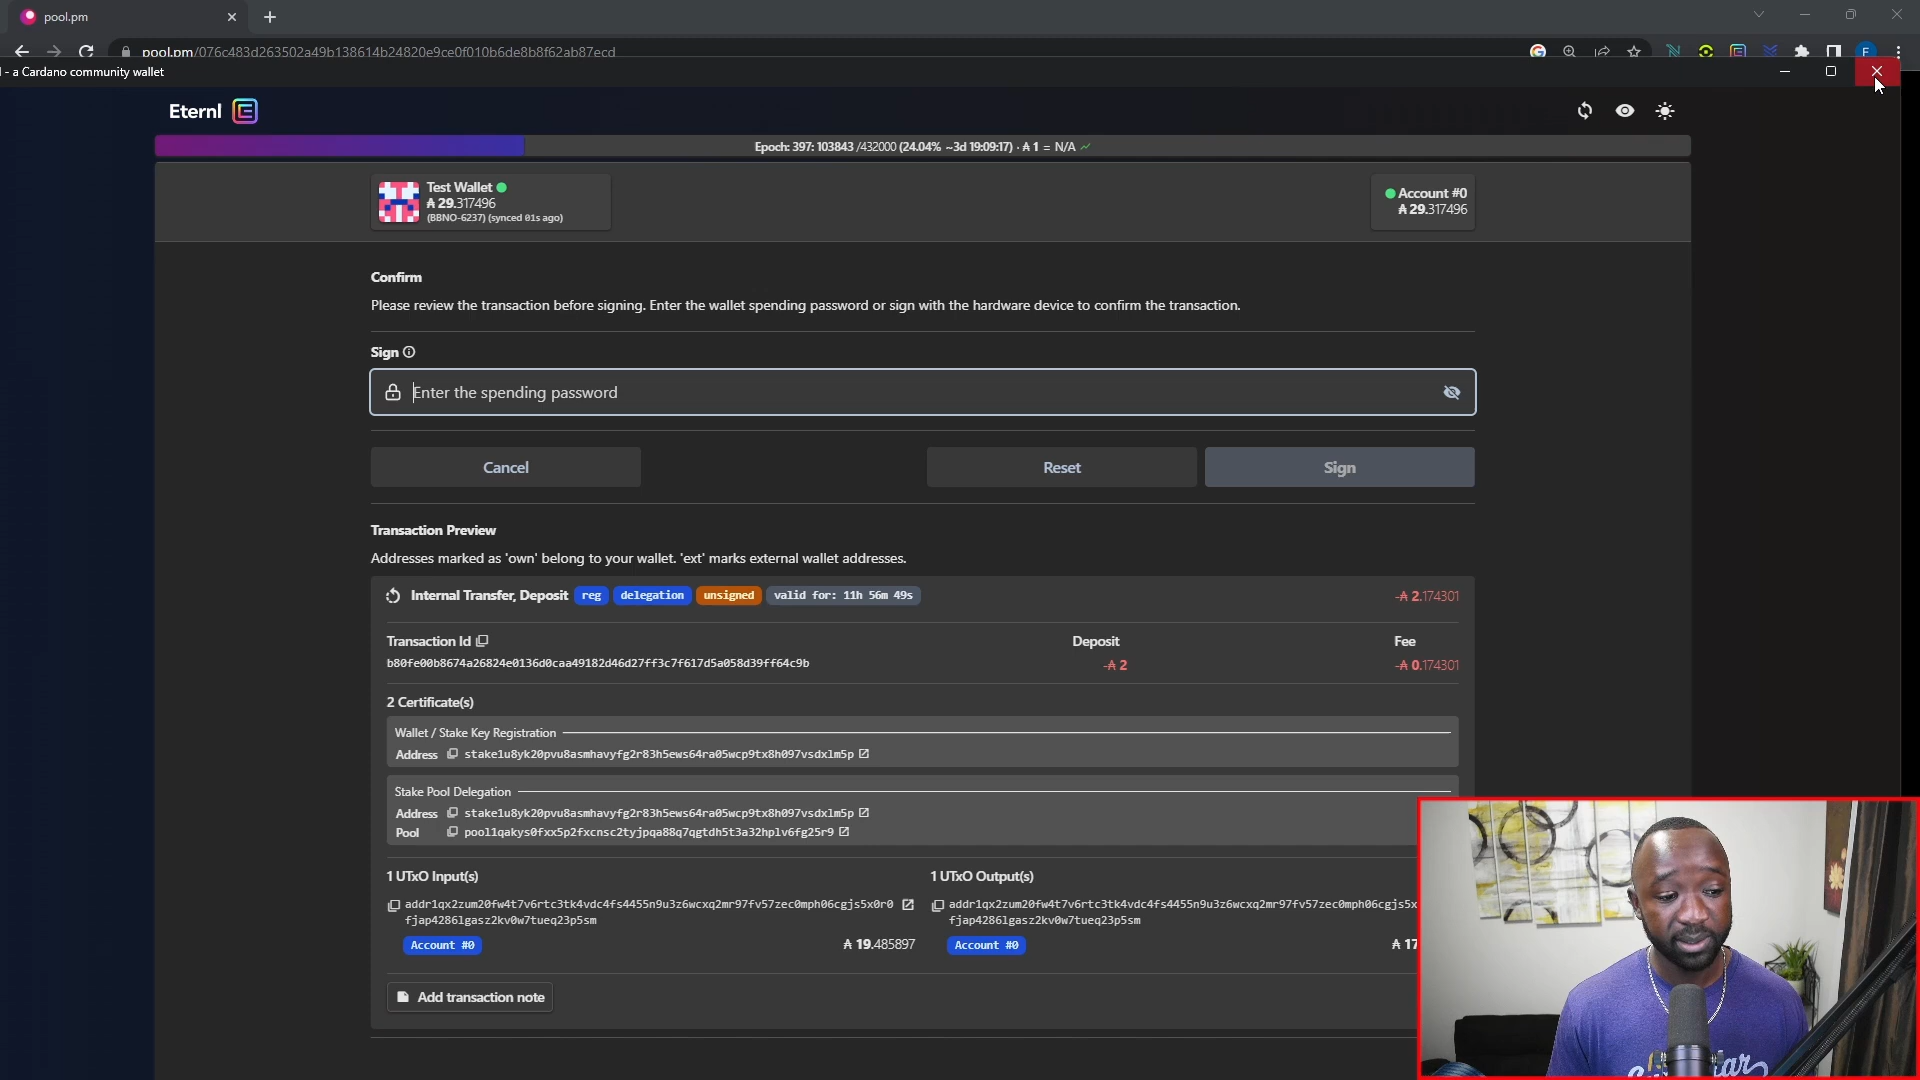 pool.pm
pool.pm/076c483d263502a49b138614b24820e9ce0f010b6de8b8f62ab87ecd
- a Cardano community wallet
Eternl
Epoch: 397: 103843 /432000 (24.04% ~3d 19:09:17) · ₳ 1 = N/A
Test Wallet
₳ 29.317496
(BBNO-6237) (synced 01s ago)
Account #0
₳ 29.317496
Confirm
Please review the transaction before signing. Enter the wallet spending password or sign with the hardware device to confirm the transaction.
Sign
Enter the spending password
Cancel
Reset
Sign
Transaction Preview
Addresses marked as 'own' belong to your wallet. 'ext' marks external wallet addresses.
Internal Transfer, Deposit reg delegation unsigned valid for: 11h 56m 49s -₳ 2.174301
Transaction Id Deposit Fee
b80fe00b8674a26824e0136d0caa49182d46d27ff3c7f617d5a058d39ff64c9b -₳ 2 -₳ 0.174301
2 Certificate(s)
Wallet / Stake Key Registration
Address stake1u8yk20pvu8asmhavyfg2r83h5ews64ra05wcp9tx8h097vsdxlm5p
Stake Pool Delegation
Address stake1u8yk20pvu8asmhavyfg2r83h5ews64ra05wcp9tx8h097vsdxlm5p
Pool pool1qakys0fxx5p2fxcnsc2tyjpqa88q7qgtdh5t3a32hplv6fg25r9
1 UTxO Input(s)
addr1qx2zum20fw4t7v6rtc3tk4vdc4fs4455n9u3z6wcxq2mr97fv57zec0mph06cgjs5x0r0
fjap42861gasz2kv0w7tueq23p5sm
Account #0 ₳ 19.485897
1 UTxO Output(s)
addr1qx2zum20fw4t7v6rtc3tk4vdc4fs4455n9u3z6wcxq2mr97fv57zec0mph06cgjs5x
fjap42861gasz2kv0w7tueq23p5sm
Account #0 ₳ 17
Add transaction note